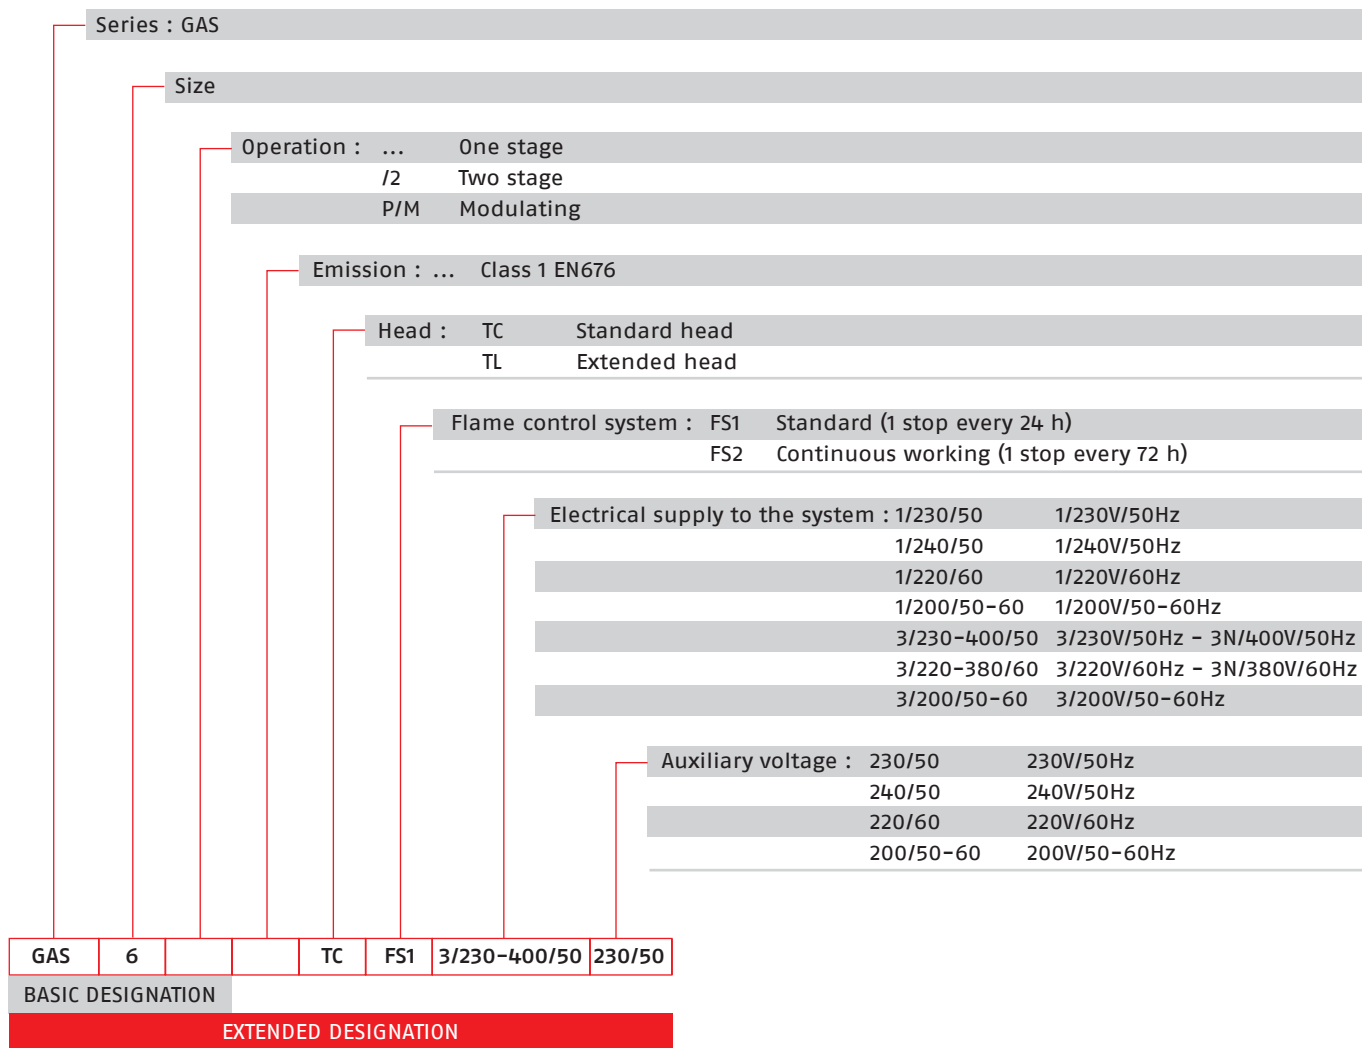 Series : GAS
Size
Operation : ... One stage
/2 Two stage
P/M Modulating
Emission : ... Class 1 EN676
Head : TC Standard head
TL Extended head
Flame control system : FS1 Standard (1 stop every 24 h)
FS2 Continuous working (1 stop every 72 h)
Electrical supply to the system : 1/230/50 1/230V/50Hz
1/240/50 1/240V/50Hz
1/220/60 1/220V/60Hz
1/200/50-60 1/200V/50-60Hz
3/230-400/50 3/230V/50Hz - 3N/400V/50Hz
3/220-380/60 3/220V/60Hz - 3N/380V/60Hz
3/200/50-60 3/200V/50-60Hz
Auxiliary voltage : 230/50 230V/50Hz
240/50 240V/50Hz
220/60 220V/60Hz
200/50-60 200V/50-60Hz
GAS 6 TC FS1 3/230-400/50 230/50
BASIC DESIGNATION
EXTENDED DESIGNATION